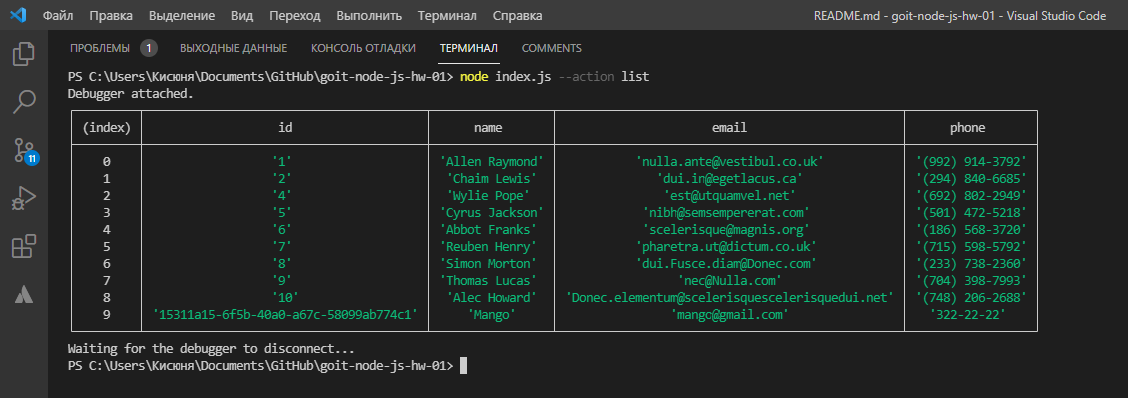 Файл Правка Выделение Вид Переход Выполнить Терминал Справка README.md - goit-node-js-hw-01 - Visual Studio Code
ПРОБЛЕМЫ 1 ВЫХОДНЫЕ ДАННЫЕ КОНСОЛЬ ОТЛАДКИ ТЕРМИНАЛ COMMENTS
PS C:\Users\Кисюня\Documents\GitHub\goit-node-js-hw-01> node index.js --action list
Debugger attached.
(index) id name email phone
0 '1' 'Allen Raymond' 'nulla.ante@vestibul.co.uk' '(992) 914-3792'
1 '2' 'Chaim Lewis' 'dui.in@egetlacus.ca' '(294) 840-6685'
2 '4' 'Wylie Pope' 'est@utquamvel.net' '(692) 802-2949'
3 '5' 'Cyrus Jackson' 'nibh@semsempererat.com' '(501) 472-5218'
4 '6' 'Abbot Franks' 'scelerisque@magnis.org' '(186) 568-3720'
5 '7' 'Reuben Henry' 'pharetra.ut@dictum.co.uk' '(715) 598-5792'
6 '8' 'Simon Morton' 'dui.Fusce.diam@Donec.com' '(233) 738-2360'
7 '9' 'Thomas Lucas' 'nec@Nulla.com' '(704) 398-7993'
8 '10' 'Alec Howard' 'Donec.elementum@scelerisquescelerisquedui.net' '(748) 206-2688'
9 '15311a15-6f5b-40a0-a67c-58099ab774c1' 'Mango' 'mango@gmail.com' '322-22-22'
11
Waiting for the debugger to disconnect...
PS C:\Users\Кисюня\Documents\GitHub\goit-node-js-hw-01>